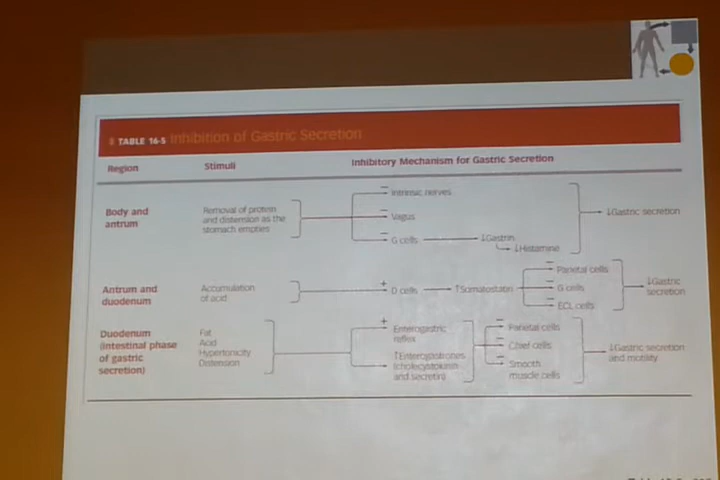 TABLE 16-5 Inhibition of Gastric Secretion
Region Stimuli Inhibitory Mechanism for Gastric Secretion
Body and
antrum
Removal of protein
and distension as the
stomach empties
− Intrinsic nerves
− Vagus
− G cells
↓Gastrin
↓Histamine
↓Gastric secretion
Antrum and
duodenum
Accumulation
of acid
+ D cells
↑Somatostatin
− Parietal cells
− G cells
− ECL cells
↓Gastric
secretion
Duodenum
(intestinal phase
of gastric
secretion)
Fat
Acid
Hypertonicity
Distension
+ Enterogastric
reflex
↑Enterogastrones
(cholecystokinin
and secretin)
− Parietal cells
− Chief cells
− Smooth
muscle cells
↓Gastric secretion
and motility